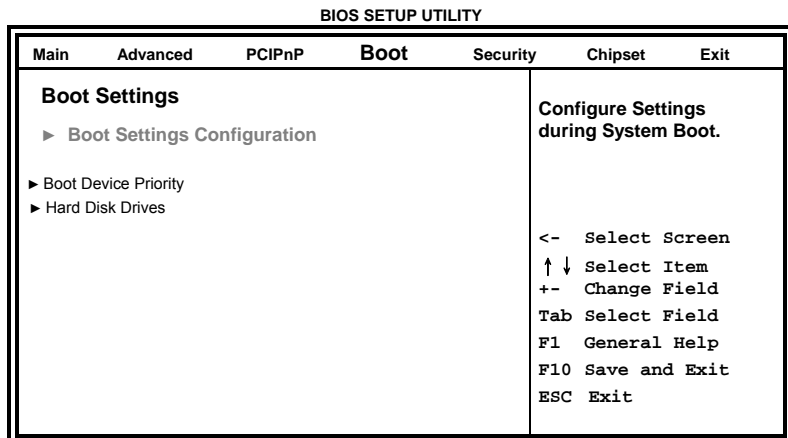 BIOS SETUP UTILITY
Main Advanced PCIPnP Boot Security Chipset Exit
Boot Settings
► Boot Settings Configuration
► Boot Device Priority
► Hard Disk Drives
Configure Settings
during System Boot.
<- Select Screen
↑↓ Select Item
+- Change Field
Tab Select Field
F1 General Help
F10 Save and Exit
ESC Exit